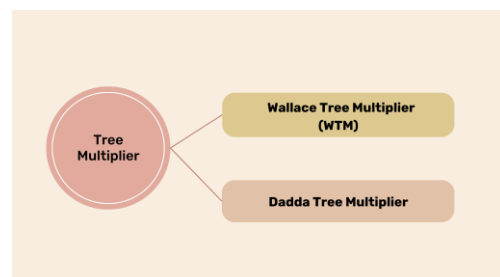 Tree
Multiplier
Wallace Tree Multiplier
(WTM)
Dadda Tree Multiplier